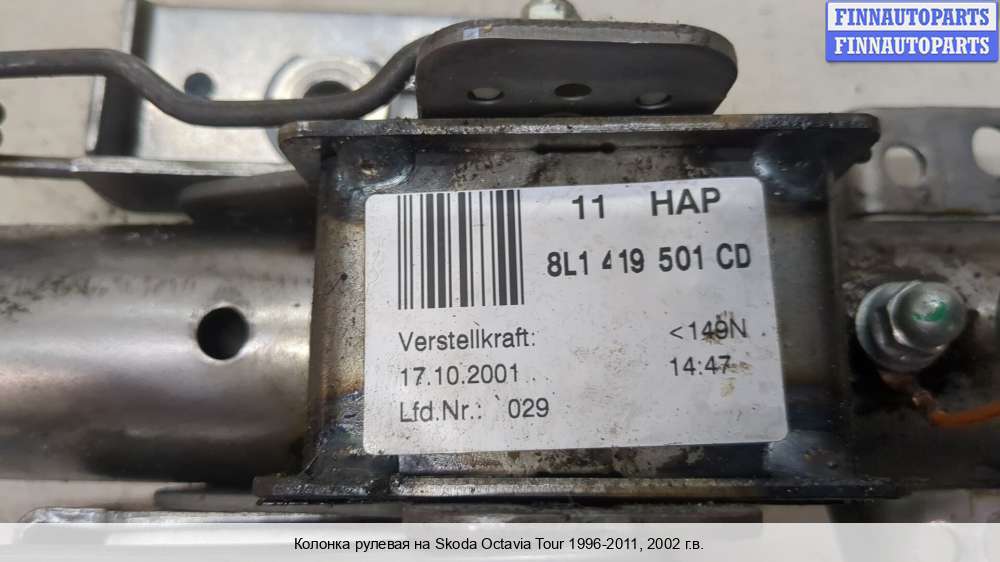 FINNAUTOPARTS
FINNAUTOPARTS
11 HAP
8L1 419 501 CD
Verstellkraft: <149N
17.10.2001 14:47
Lfd.Nr.: 029
Колонка рулевая на Skoda Octavia Tour 1996-2011, 2002 г.в.